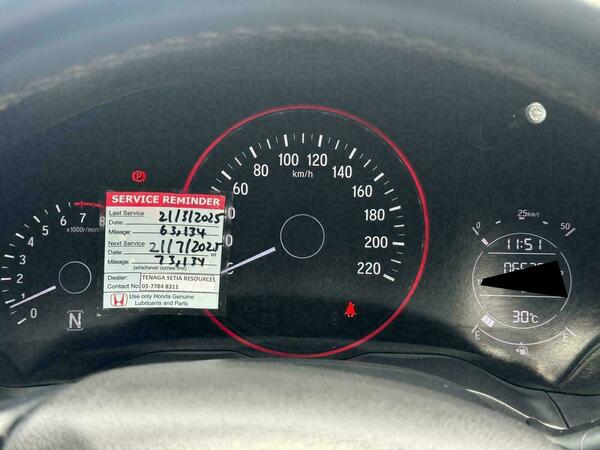 SERVICE REMINDER
Last Service
Date: 21/3/2025
Mileage: 63,134
Next Service
Date: 21/7/2025 or
Mileage: 73,134
(whichever comes first)
Dealer: TENAGA SETIA RESOURCES
Contact No: 03-7784 8311
Use only Honda Genuine
Lubricants and Parts
P
0
1
2
3
4
5
6
7
8
x1000r/min
N
60
80
100
120
140
160
180
200
220
km/h
0
25km/l
50
11:51
30°C
E
F